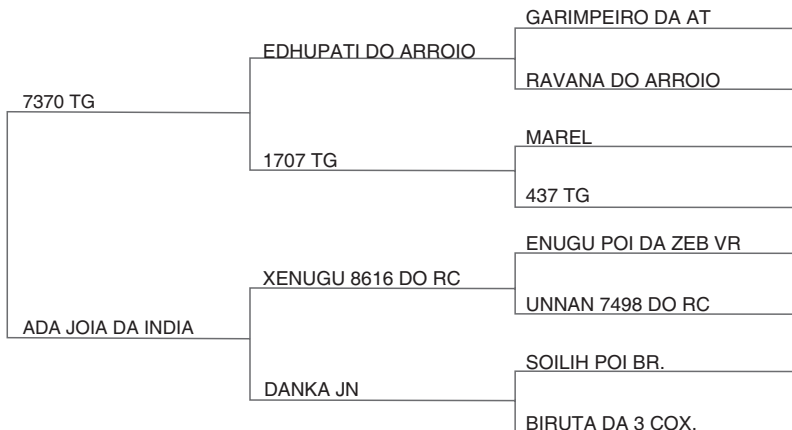 GARIMPEIRO DA AT
EDHUPATI DO ARROIO
RAVANA DO ARROIO
7370 TG
MAREL
1707 TG
437 TG
ENUGU POI DA ZEB VR
XENUGU 8616 DO RC
UNNAN 7498 DO RC
ADA JOIA DA INDIA
SOILIH POI BR.
DANKA JN
BIRUTA DA 3 COX.